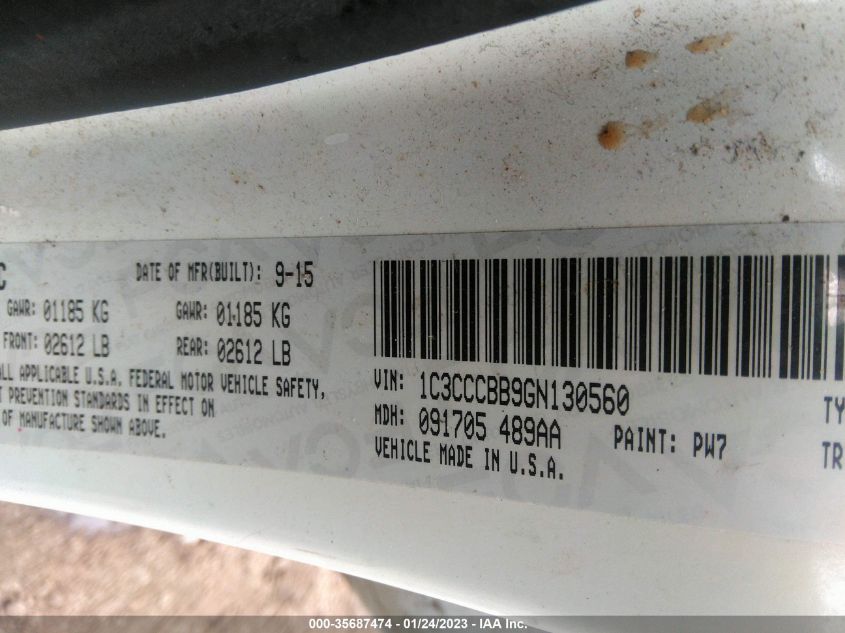 C
DATE OF MFR(BUILT): 9-15
GAWR: 01185 KG GAWR: 01185 KG
FRONT: 02612 LB REAR: 02612 LB
ALL APPLICABLE U.S.A. FEDERAL MOTOR VEHICLE SAFETY,
T PREVENTION STANDARDS IN EFFECT ON
OF MANUFACTURE SHOWN ABOVE.
VIN: 1C3CCCBB9GN130560
MDH: 091705 489AA PAINT: PW7
VEHICLE MADE IN U.S.A.
TY
TR
000-35687474 | 01/24/2023 | IAA Inc.